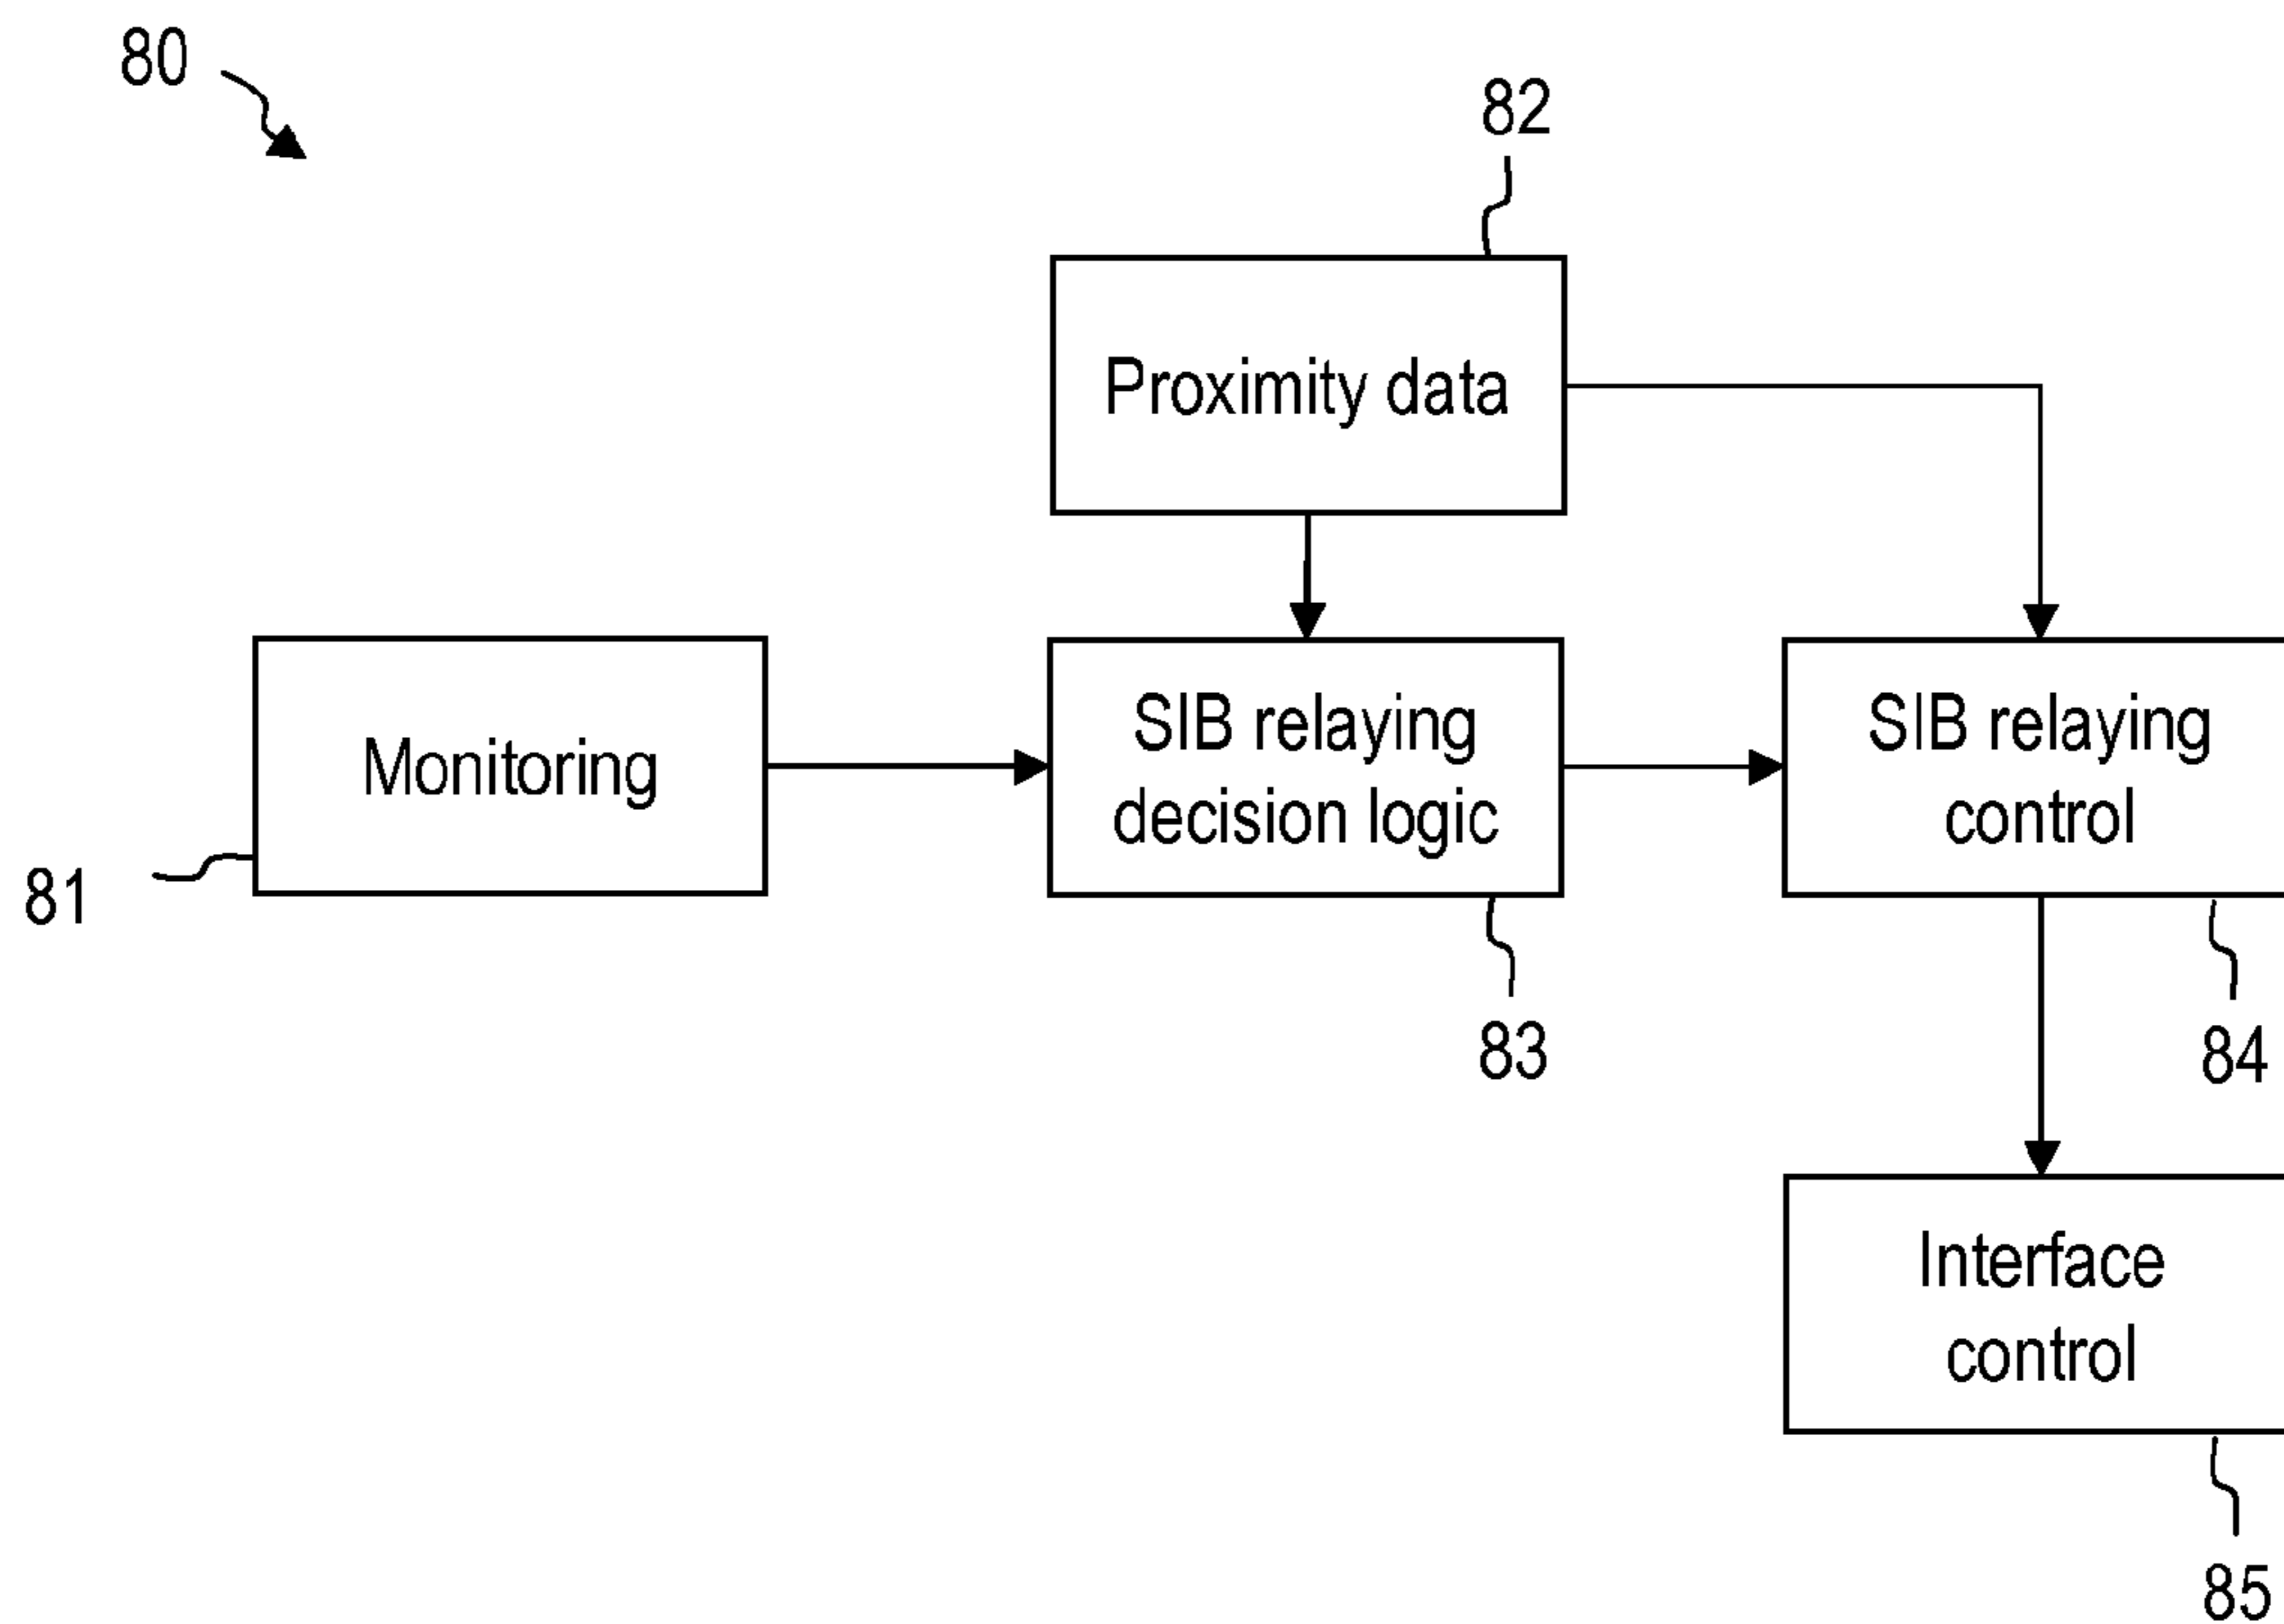 80
82
Proximity data
Monitoring
SIB relaying
decision logic
SIB relaying
control
81
83
84
Interface
control
85